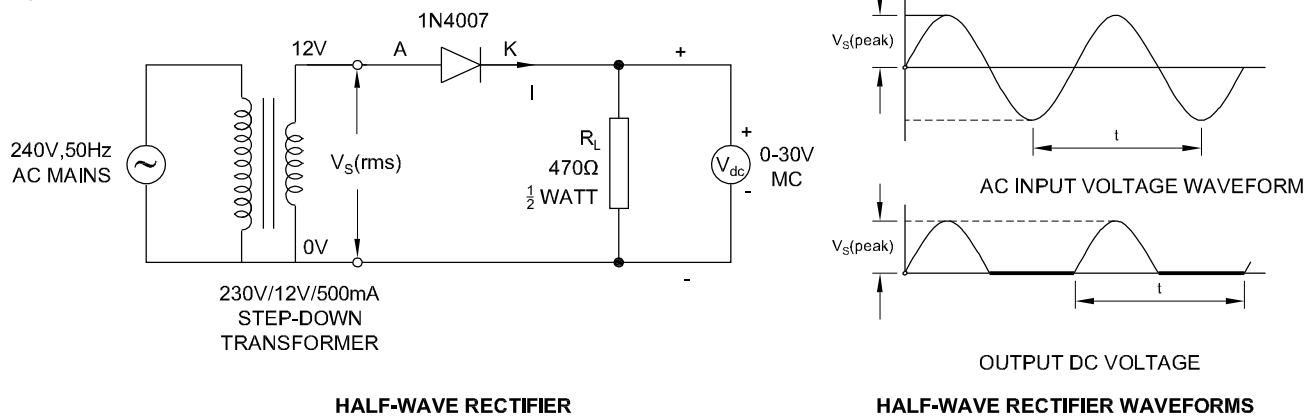 1N4007
12V
A
K
I
240V,50Hz
AC MAINS
VS(rms)
RL
470Ω
½ WATT
+
+
Vdc
-
0-30V
MC
0V
-
230V/12V/500mA
STEP-DOWN
TRANSFORMER
HALF-WAVE RECTIFIER
VS(peak)
t
AC INPUT VOLTAGE WAVEFORM
VS(peak)
t
OUTPUT DC VOLTAGE
HALF-WAVE RECTIFIER WAVEFORMS